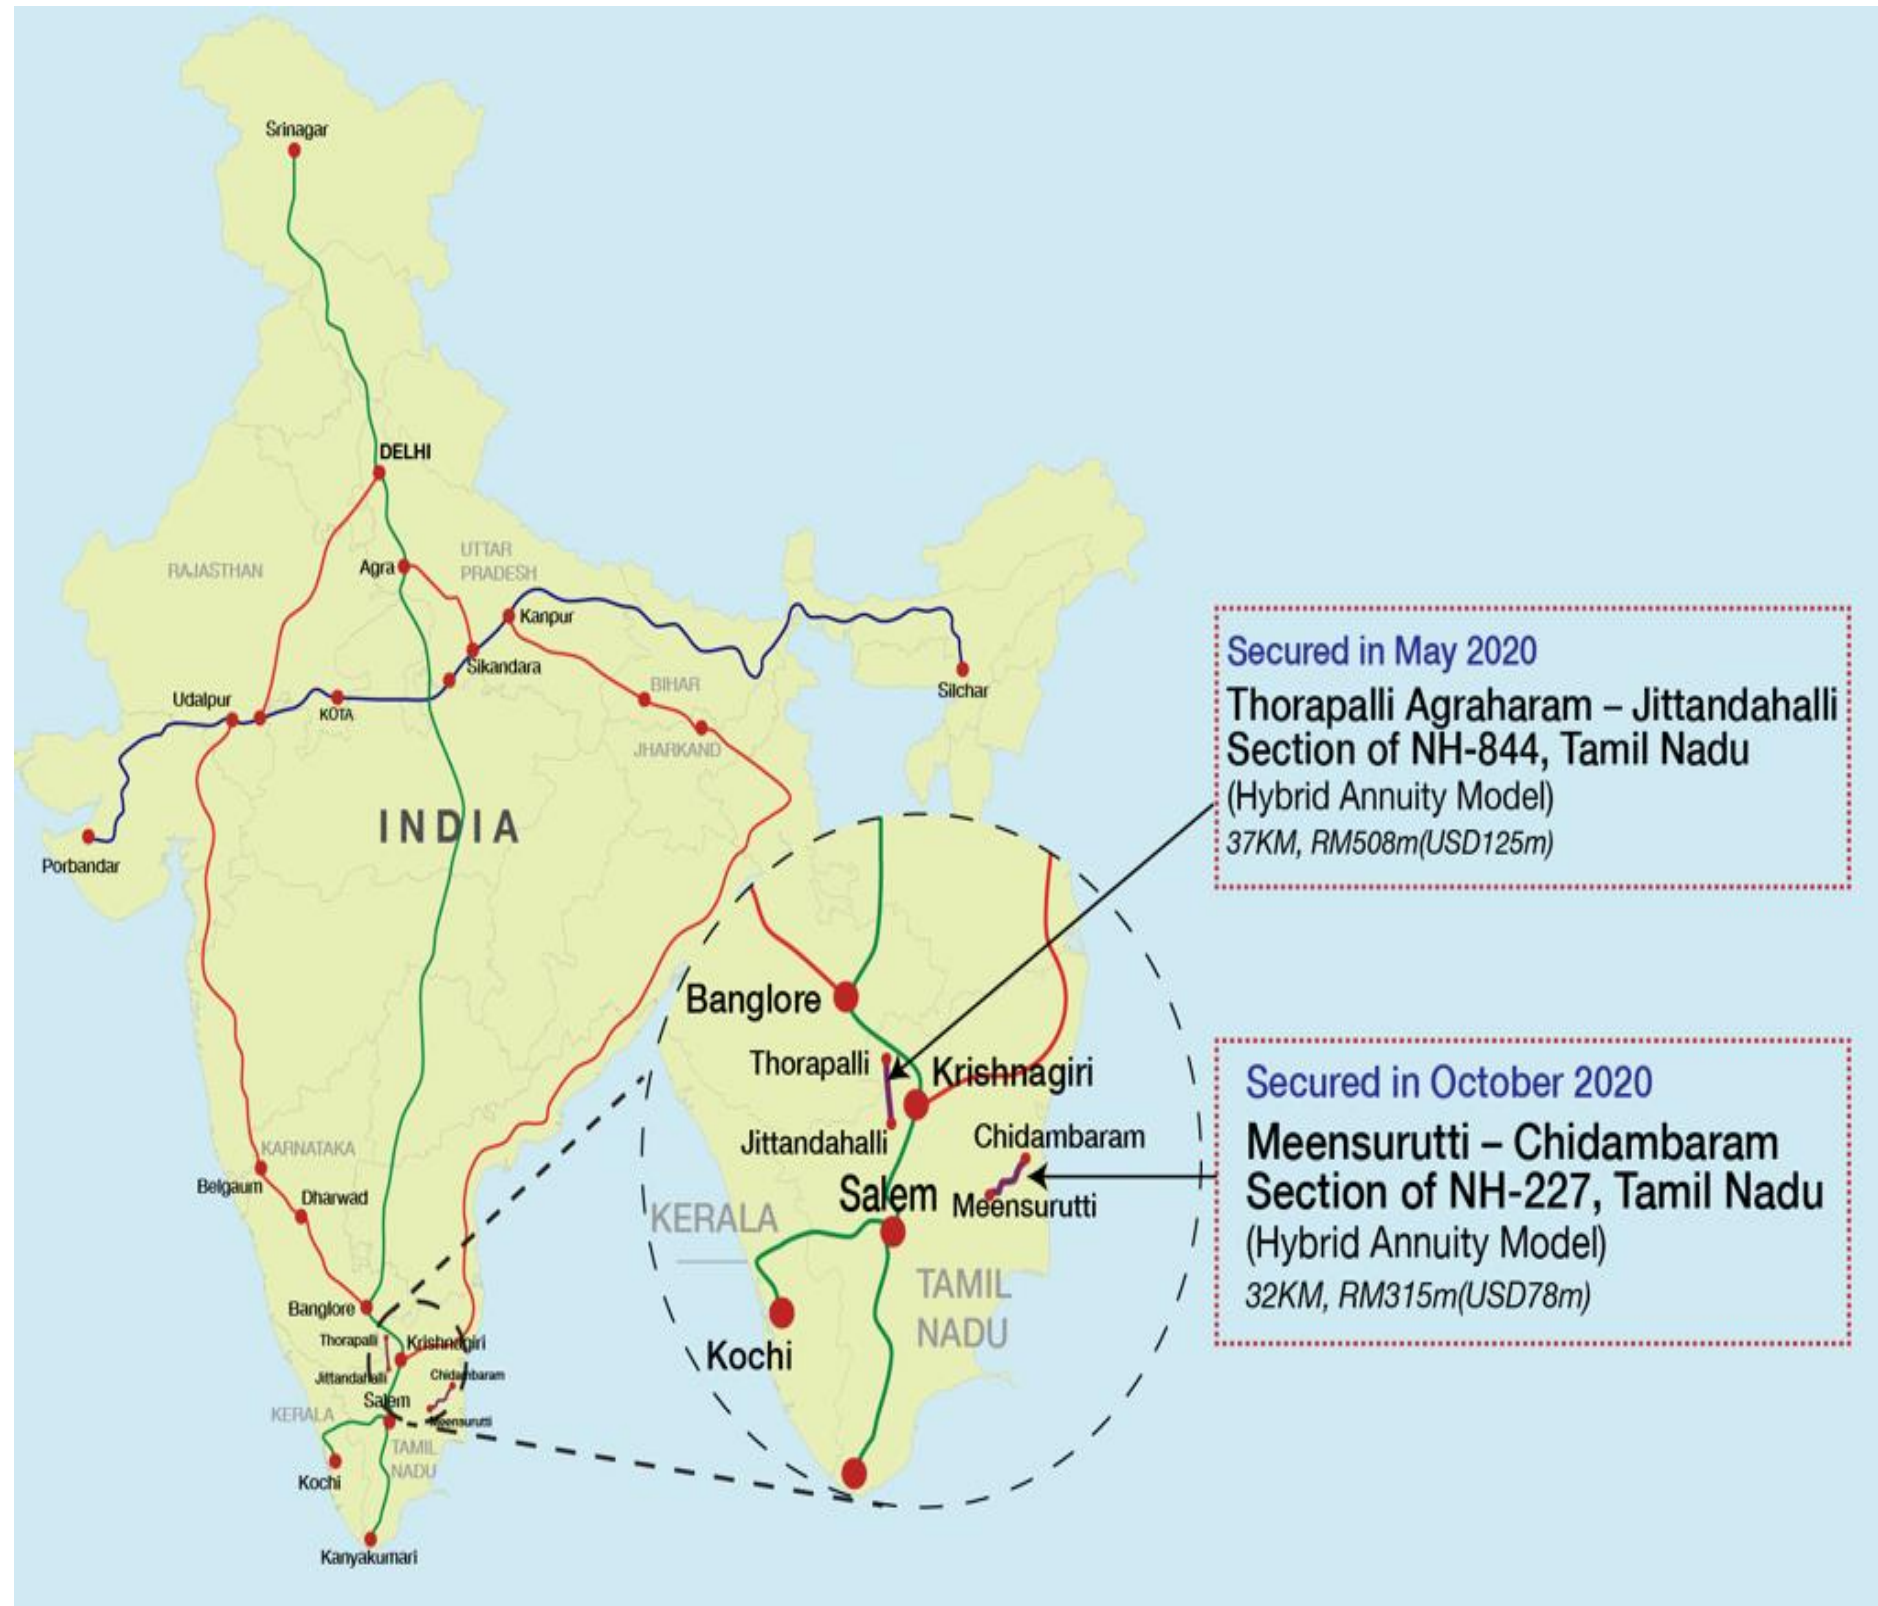 Srinagar
DELHI
RAJASTHAN
Agra
UTTAR
PRADESH
Kanpur
Sikandara
Udalpur
KOTA
BIHAR
JHARKAND
Silchar
Porbandar
INDIA
KARNATAKA
Belgaum
Dharwad
Banglore
Thorapalli
Krishnagiri
Jittandahalli
Chidambaram
Salem
Meensurutti
KERALA
TAMIL
NADU
Kochi
Kanyakumari
Banglore
Thorapalli
Krishnagiri
Jittandahalli
Chidambaram
Salem
Meensurutti
KERALA
TAMIL
NADU
Kochi
Secured in May 2020
Thorapalli Agraharam – Jittandahalli
Section of NH-844, Tamil Nadu
(Hybrid Annuity Model)
37KM, RM508m(USD125m)
Secured in October 2020
Meensurutti – Chidambaram
Section of NH-227, Tamil Nadu
(Hybrid Annuity Model)
32KM, RM315m(USD78m)